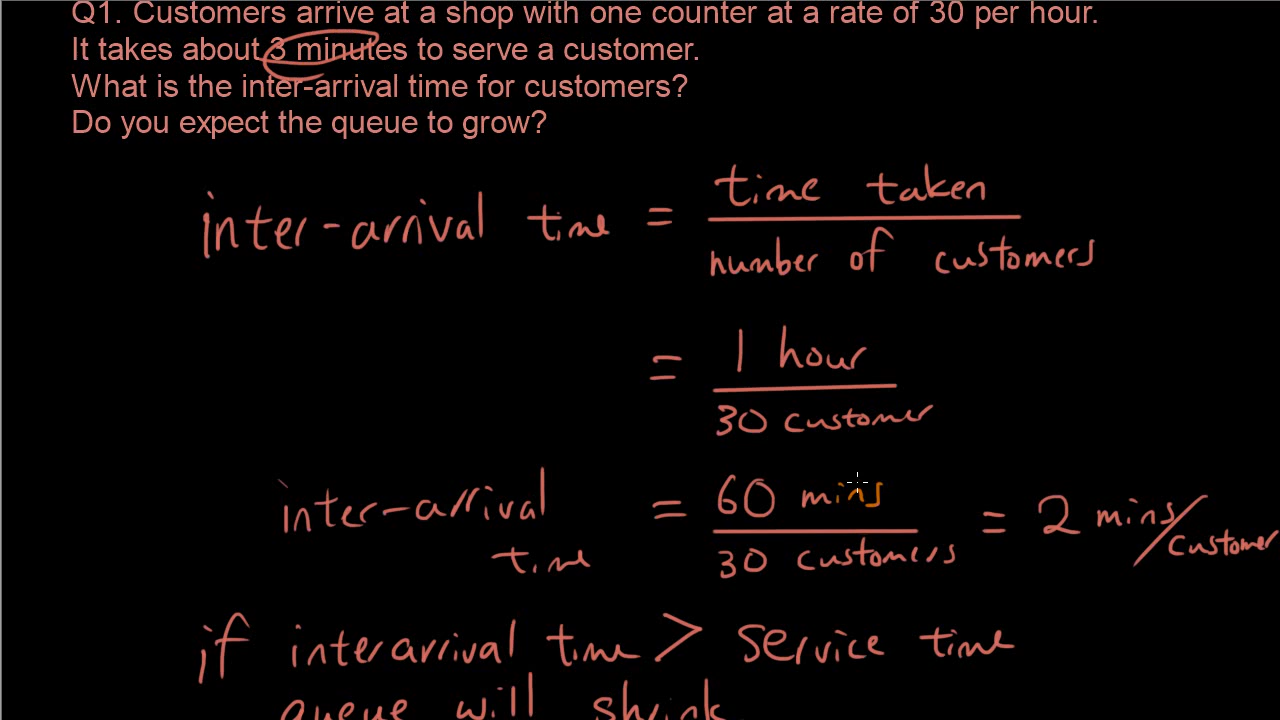 Q1. Customers arrive at a shop with one counter at a rate of 30 per hour.
It takes about 3 minutes to serve a customer.
What is the inter-arrival time for customers?
Do you expect the queue to grow?
inter-arrival time = time taken
number of customers
= 1 hour
30 customer
inter-arrival time = 60 mins
30 customers
= 2 mins/customer
if interarrival time > service time
queue will shrink